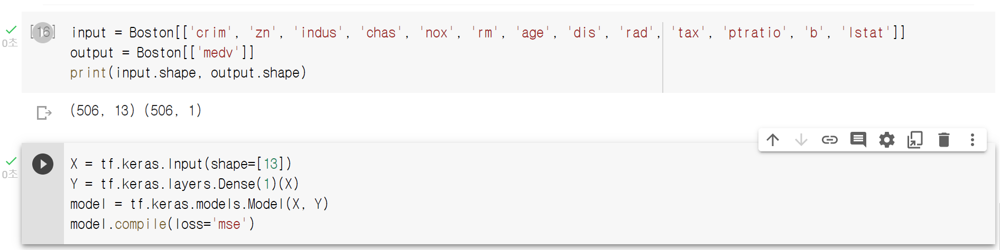 [16] input = Boston[['crim', 'zn', 'indus', 'chas', 'nox', 'rm', 'age', 'dis', 'rad', 'tax', 'ptratio', 'b', 'lstat']]
0초
output = Boston[['medv']]
print(input.shape, output.shape)
(506, 13) (506, 1)
X = tf.keras.Input(shape=[13])
0초
Y = tf.keras.layers.Dense(1)(X)
model = tf.keras.models.Model(X, Y)
model.compile(loss='mse')